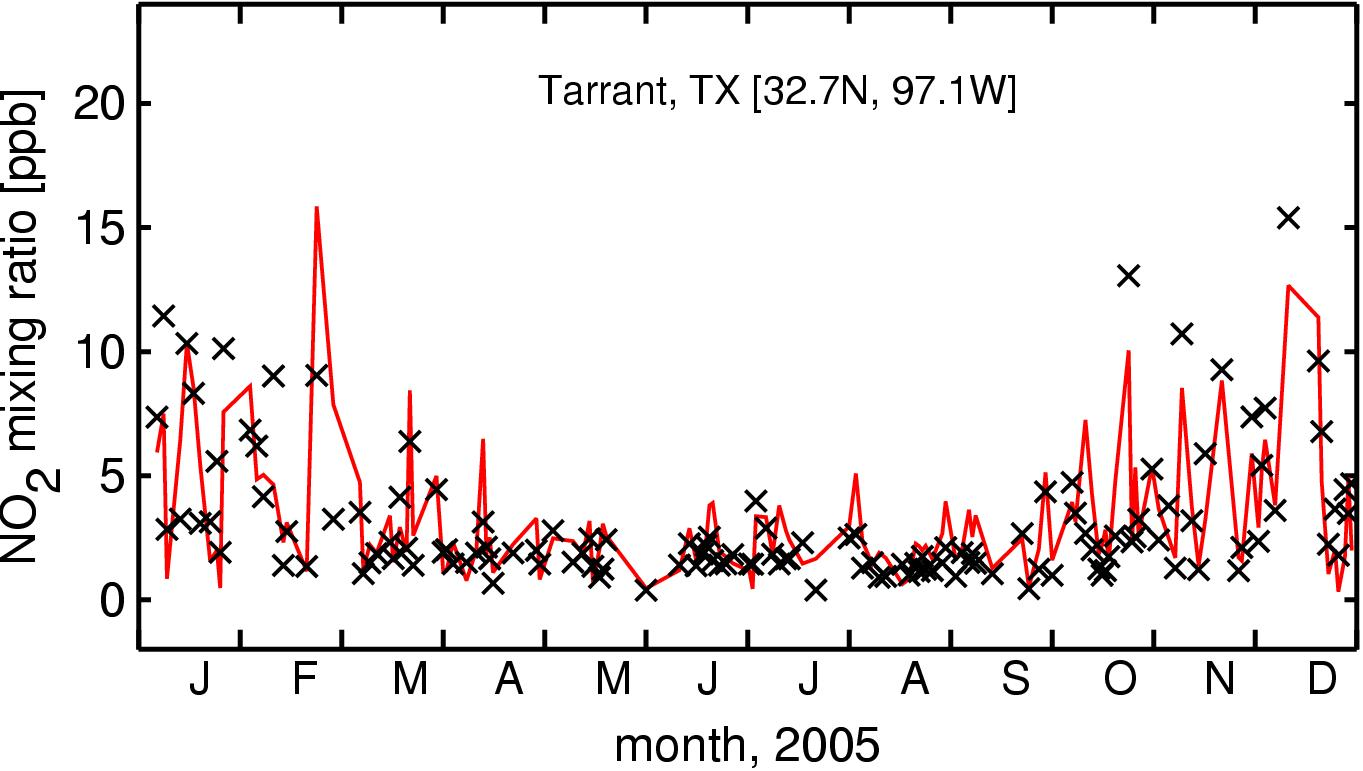 Tarrant, TX [32.7N, 97.1W]
NO2 mixing ratio [ppb]
20
15
10
5
0
J F M A M J J A S O N D
month, 2005